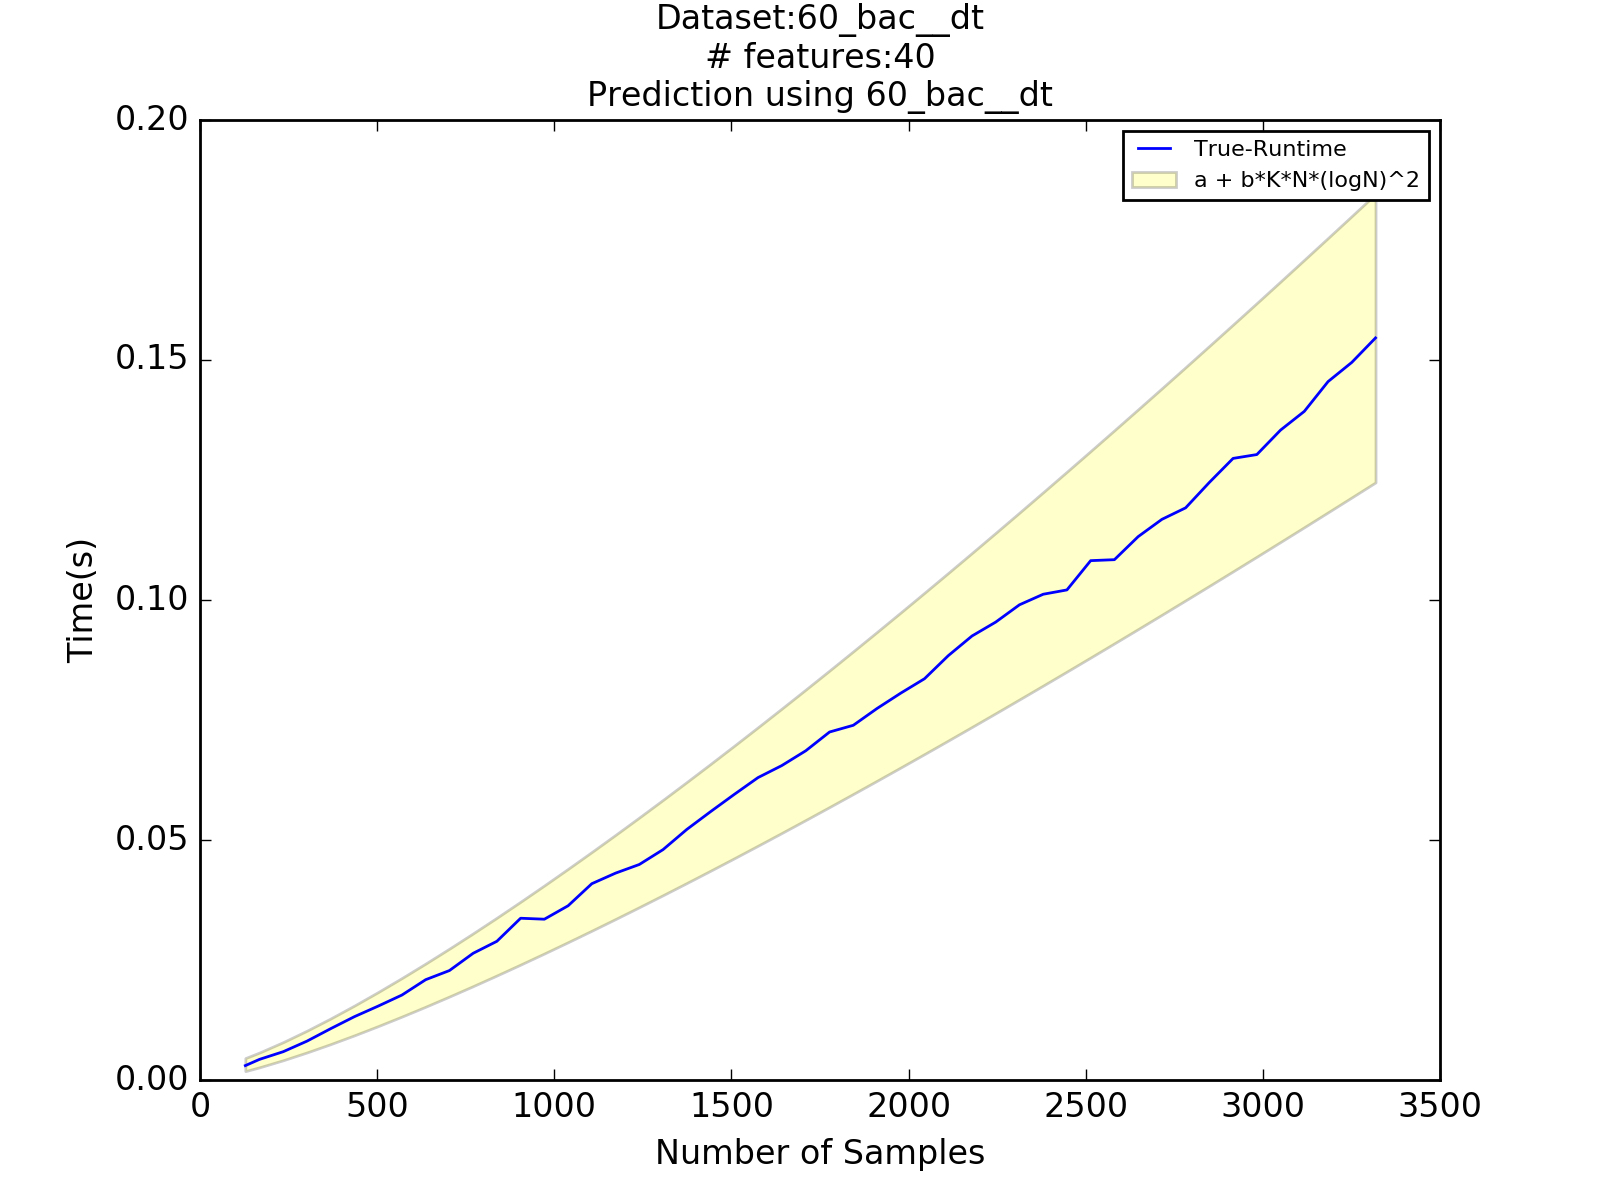 Dataset:60_bac__dt
# features:40
Prediction using 60_bac__dt
True-Runtime
a + b*K*N*(logN)^2
0.20
0.15
0.10
0.05
0.00
Time(s)
0 500 1000 1500 2000 2500 3000 3500
Number of Samples